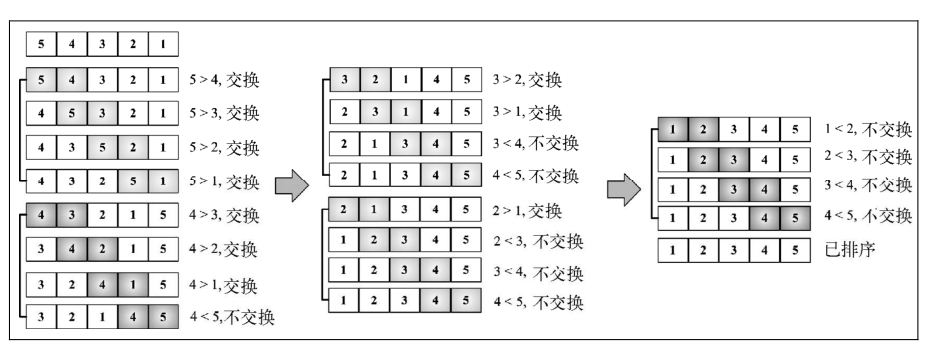 5 4 3 2 1
5 4 3 2 1 5 > 4, 交换
4 5 3 2 1 5 > 3, 交换
4 3 5 2 1 5 > 2, 交换
4 3 2 5 1 5 > 1, 交换
4 3 2 1 5 4 > 3, 交换
3 4 2 1 5 4 > 2, 交换
3 2 4 1 5 4 > 1, 交换
3 2 1 4 5 4 < 5, 不交换
3 2 1 4 5 3 > 2, 交换
2 3 1 4 5 3 > 1, 交换
2 1 3 4 5 3 < 4, 不交换
2 1 3 4 5 4 < 5, 不交换
2 1 3 4 5 2 > 1, 交换
1 2 3 4 5 2 < 3, 不交换
1 2 3 4 5 3 < 4, 不交换
1 2 3 4 5 4 < 5, 不交换
1 2 3 4 5 1 < 2, 不交换
1 2 3 4 5 2 < 3, 不交换
1 2 3 4 5 3 < 4, 不交换
1 2 3 4 5 4 < 5, 不交换
1 2 3 4 5 已排序